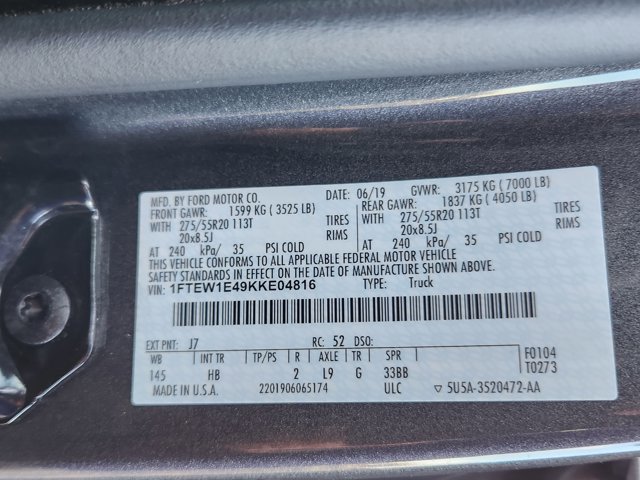 MFD. BY FORD MOTOR CO.
DATE: 06/19 GVWR: 3175 KG ( 7000 LB)
FRONT GAWR: 1599 KG ( 3525 LB) REAR GAWR: 1837 KG ( 4050 LB)
WITH 275/55R20 113T TIRES WITH 275/55R20 113T TIRES
20x8.5J RIMS 20x8.5J RIMS
AT 240 kPa/ 35 PSI COLD AT 240 kPa/ 35 PSI COLD
THIS VEHICLE CONFORMS TO ALL APPLICABLE FEDERAL MOTOR VEHICLE
SAFETY STANDARDS IN EFFECT ON THE DATE OF MANUFACTURE SHOWN ABOVE.
VIN: 1FTEW1E49KKE04816 TYPE: Truck
EXT PNT: J7 RC: 52 DSO:
WB INT TR TP/PS R AXLE TR SPR F0104
145 HB 2 L9 G 33BB T0273
MADE IN U.S.A. 2201906065174 ULC ▽ 5U5A-3520472-AA